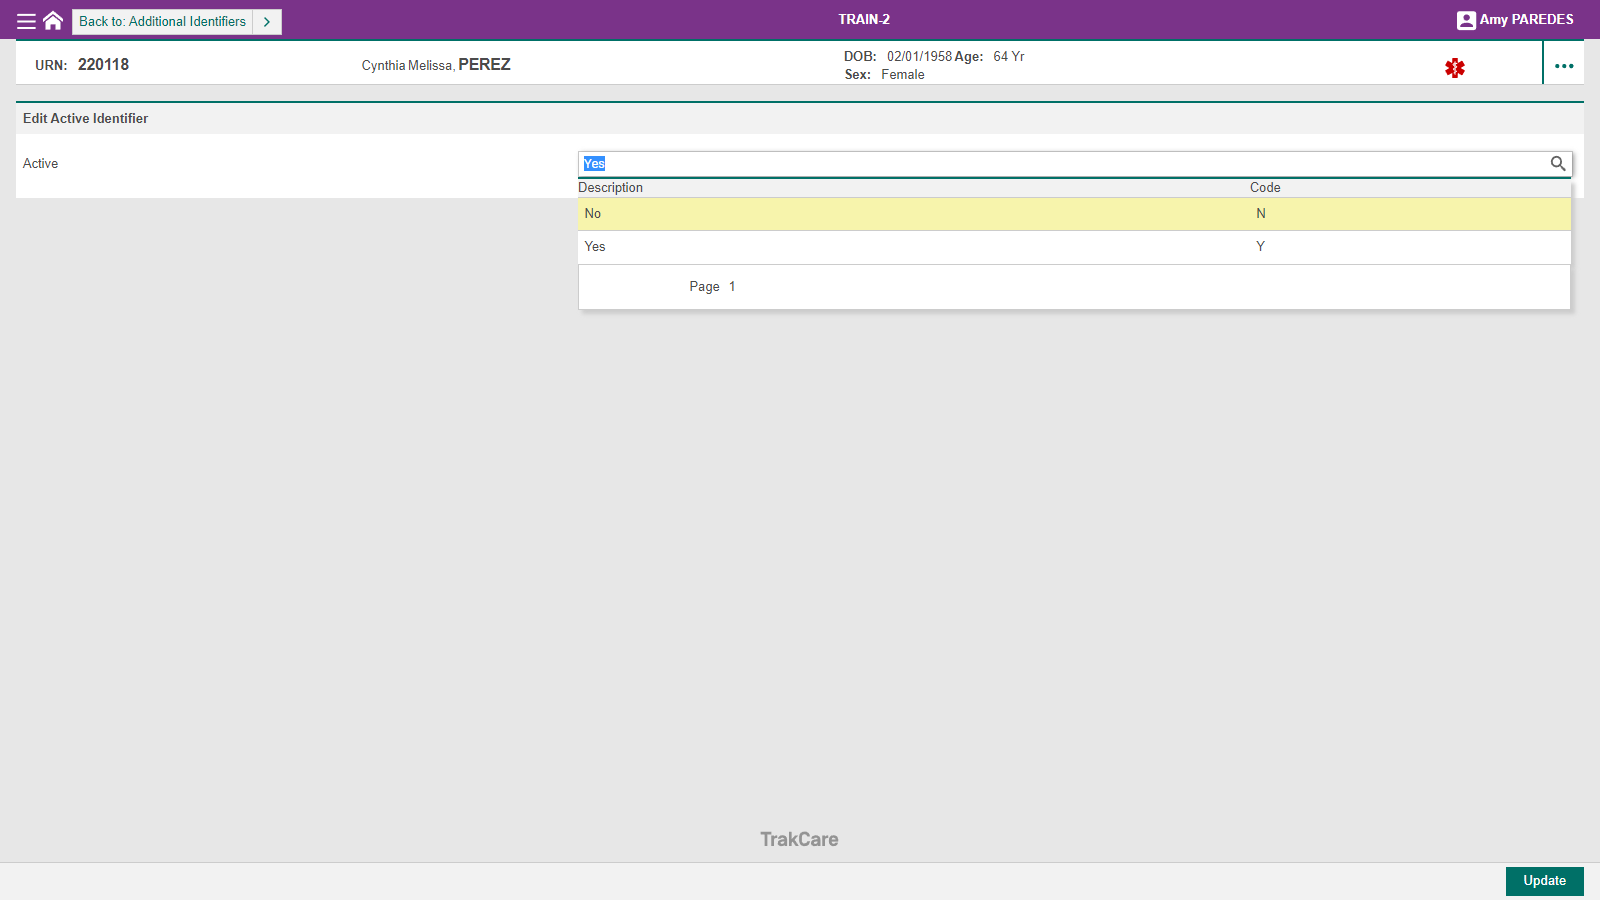 Back to: Additional Identifiers
TRAIN-2
Amy PAREDES
URN: 220118
Cynthia Melissa, PEREZ
DOB: 02/01/1958 Age: 64 Yr
Sex: Female
Edit Active Identifier
Active
Yes
Description Code
No N
Yes Y
Page 1
TrakCare
Update